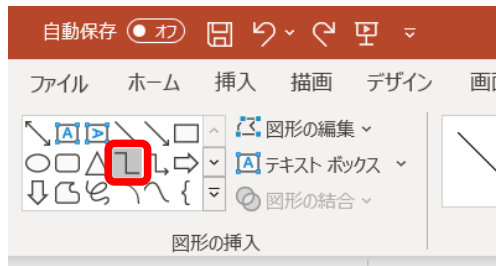 自動保存 オフ
ファイル ホーム 挿入 描画 デザイン
図形の編集
テキスト ボックス
図形の結合
図形の挿入